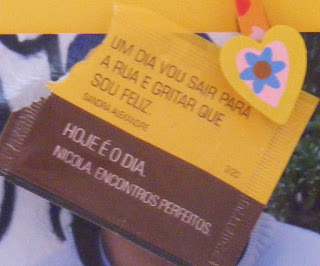 UM DIA VOU SAIR PARA
A RUA E GRITAR QUE
SOU FELIZ.
SANDRA ALEXANDRE
HOJE É O DIA.
NICOLA, ENCONTROS PERFEITOS.